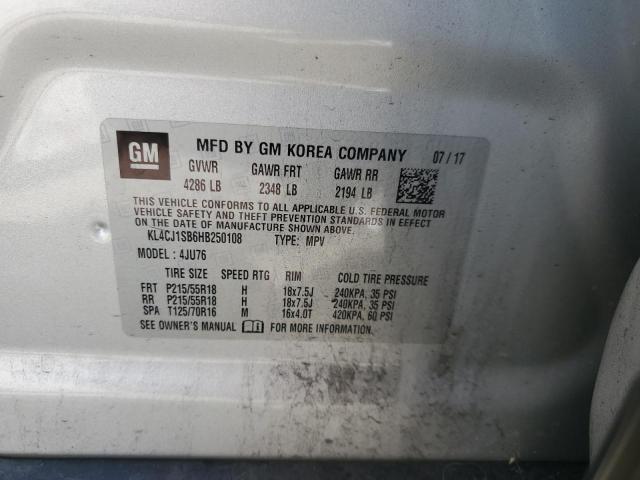 GM MFD BY GM KOREA COMPANY 07/17
GVWR GAWR FRT GAWR RR
4286 LB 2348 LB 2194 LB
THIS VEHICLE CONFORMS TO ALL APPLICABLE U.S. FEDERAL MOTOR
VEHICLE SAFETY AND THEFT PREVENTION STANDARDS IN EFFECT
ON THE DATE OF MANUFACTURE SHOWN ABOVE.
KL4CJ1SB6HB250108 TYPE: MPV
MODEL: 4JU76
TIRE SIZE SPEED RTG RIM COLD TIRE PRESSURE
FRT P215/55R18 H 18x7.5J 240KPA, 35 PSI
RR P215/55R18 H 18x7.5J 240KPA, 35 PSI
SPA T125/70R16 M 16x4.0T 420KPA, 60 PSI
SEE OWNER'S MANUAL FOR MORE INFORMATION.